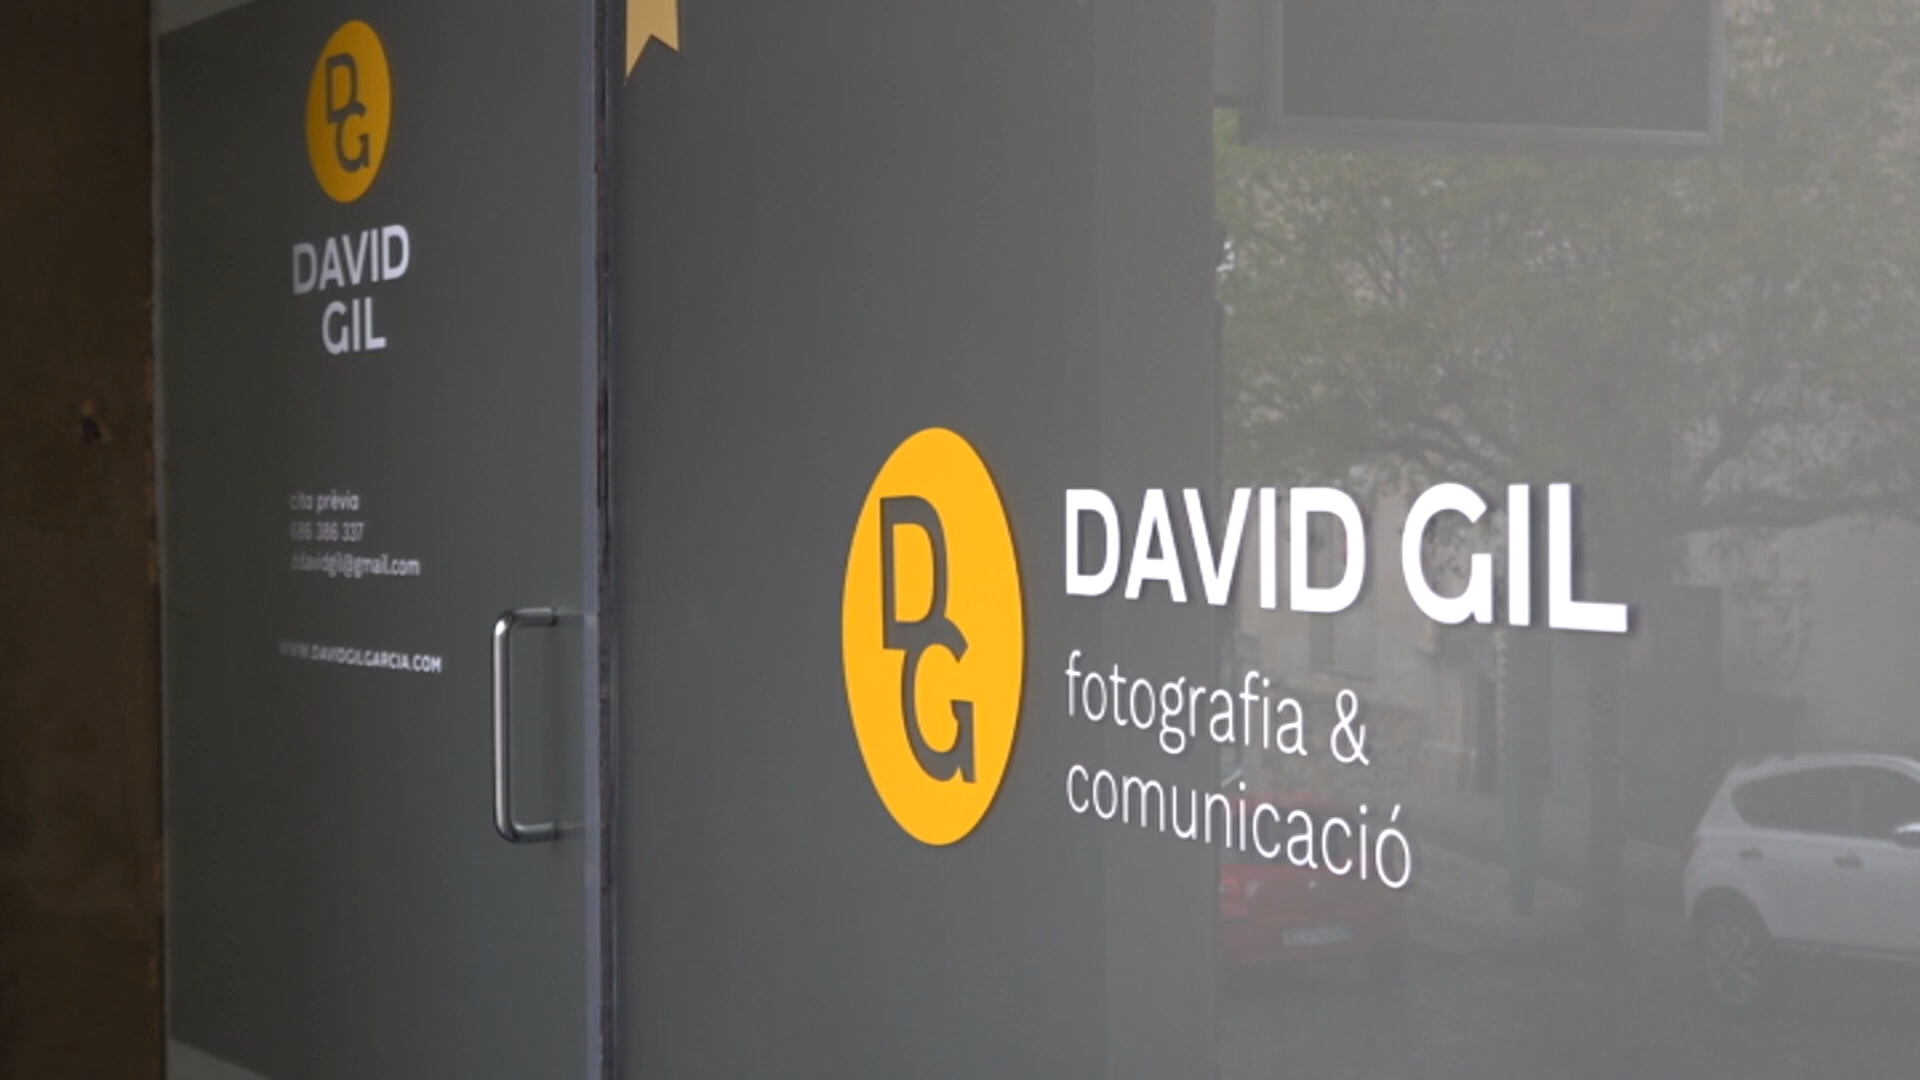 DG
DAVID
GIL
cita prèvia
686 386 337
ddavidgil@gmail.com
WWW.DAVIDGILGARCIA.COM
DG
DAVID GIL
fotografia &
comunicació